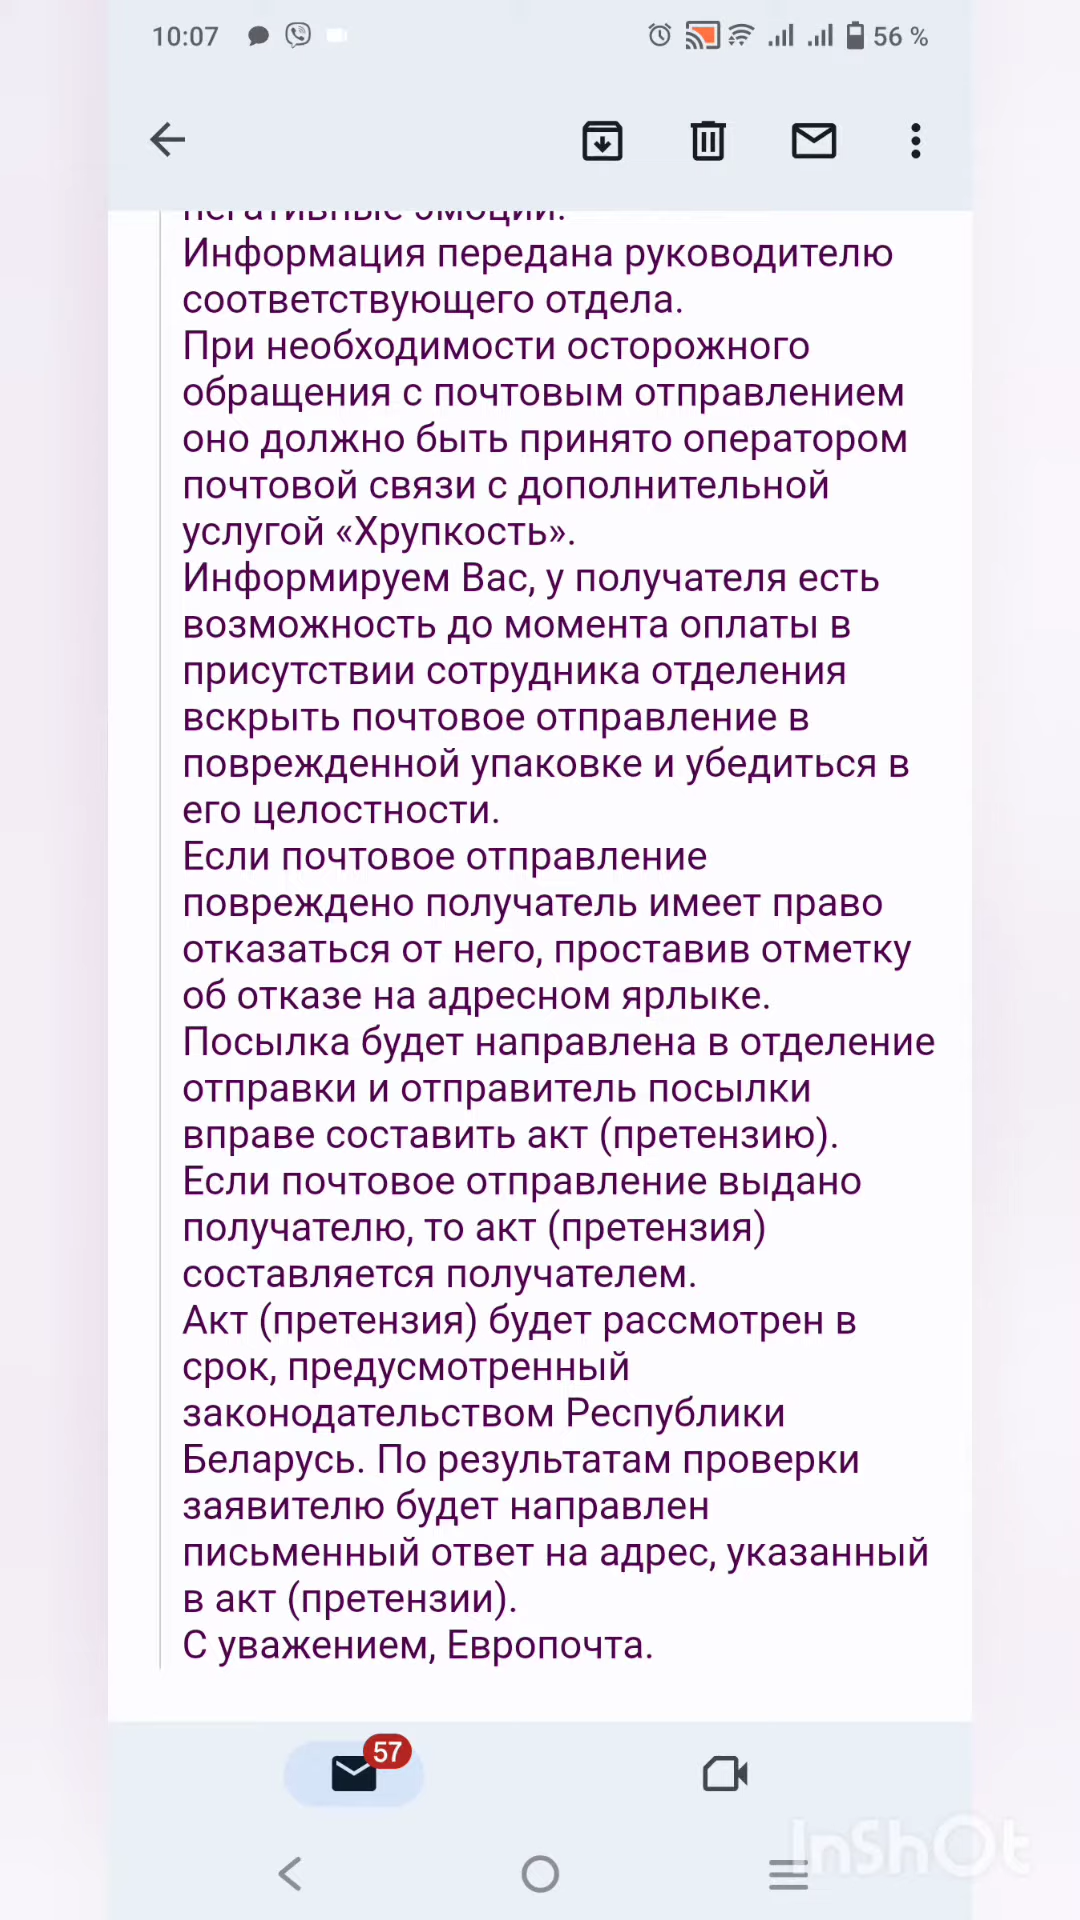 10:07
56 %
негативные эмоции.
Информация передана руководителю
соответствующего отдела.
При необходимости осторожного
обращения с почтовым отправлением
оно должно быть принято оператором
почтовой связи с дополнительной
услугой «Хрупкость».
Информируем Вас, у получателя есть
возможность до момента оплаты в
присутствии сотрудника отделения
вскрыть почтовое отправление в
поврежденной упаковке и убедиться в
его целостности.
Если почтовое отправление
повреждено получатель имеет право
отказаться от него, проставив отметку
об отказе на адресном ярлыке.
Посылка будет направлена в отделение
отправки и отправитель посылки
вправе составить акт (претензию).
Если почтовое отправление выдано
получателю, то акт (претензия)
составляется получателем.
Акт (претензия) будет рассмотрен в
срок, предусмотренный
законодательством Республики
Беларусь. По результатам проверки
заявителю будет направлен
письменный ответ на адрес, указанный
в акт (претензии).
С уважением, Европочта.
57
InShOt